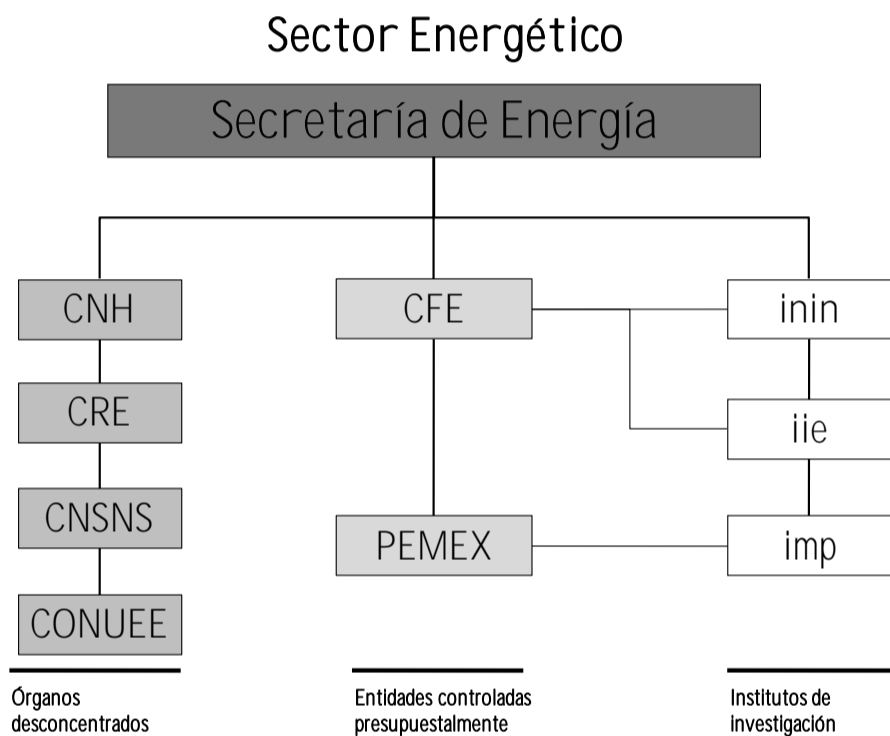 Sector Energético
Secretaría de Energía
CNH
CFE
inin
CRE
iie
CNSNS
PEMEX
imp
CONUEE
Órganos
desconcentrados
Entidades controladas
presupuestalmente
Institutos de
investigación